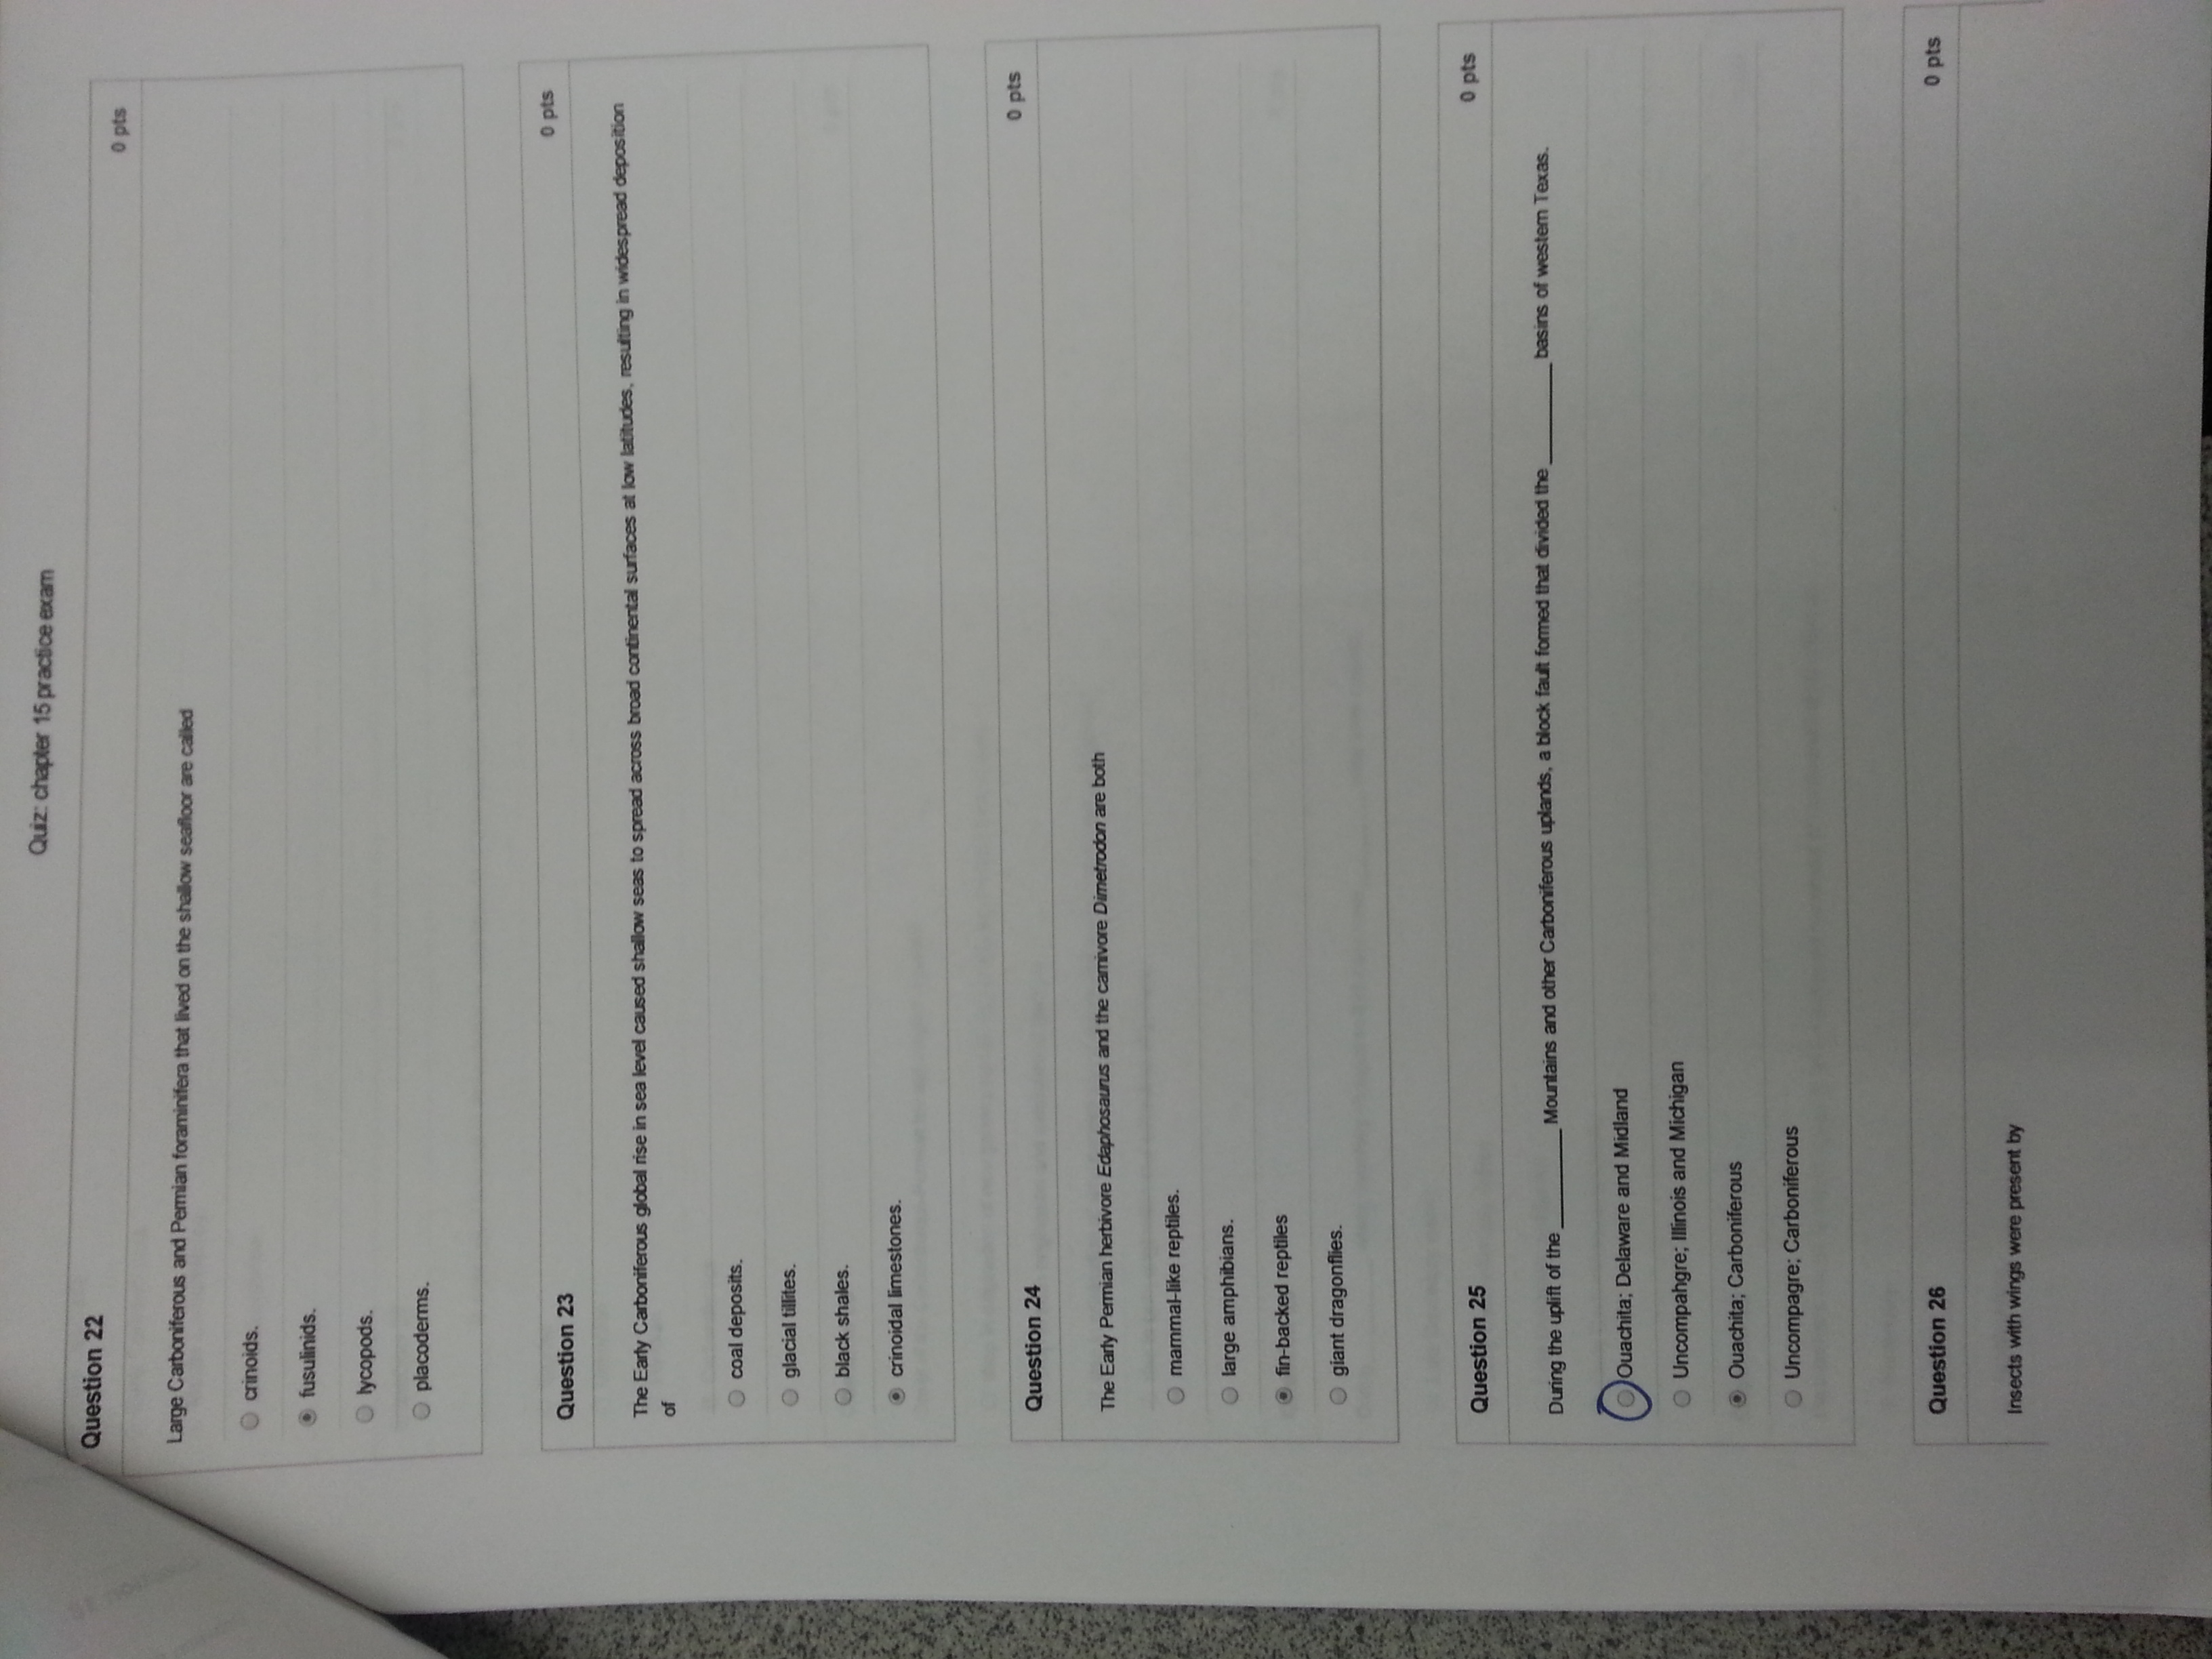 Quiz: chapter 15 practice exam
Question 22
0 pts
Large Carboniferous and Permian foraminifera that lived on the shallow seafloor are called
crinoids.
fusulinids.
lycopods.
placoderms.
Question 23
0 pts
The Early Carboniferous global rise in sea level caused shallow seas to spread across broad continental surfaces at low latitudes, resulting in widespread deposition
of
coal deposits.
glacial tillites.
black shales.
crinoidal limestones.
Question 24
0 pts
The Early Permian herbivore Edaphosaurus and the carnivore Dimetrodon are both
mammal-like reptiles.
large amphibians.
fin-backed reptiles
giant dragonflies.
Question 25
0 pts
During the uplift of the __________ Mountains and other Carboniferous uplands, a block fault formed that divided the __________ basins of western Texas.
Ouachita; Delaware and Midland
Uncompahgre; Illinois and Michigan
Ouachita; Carboniferous
Uncompagre; Carboniferous
Question 26
0 pts
Insects with wings were present by